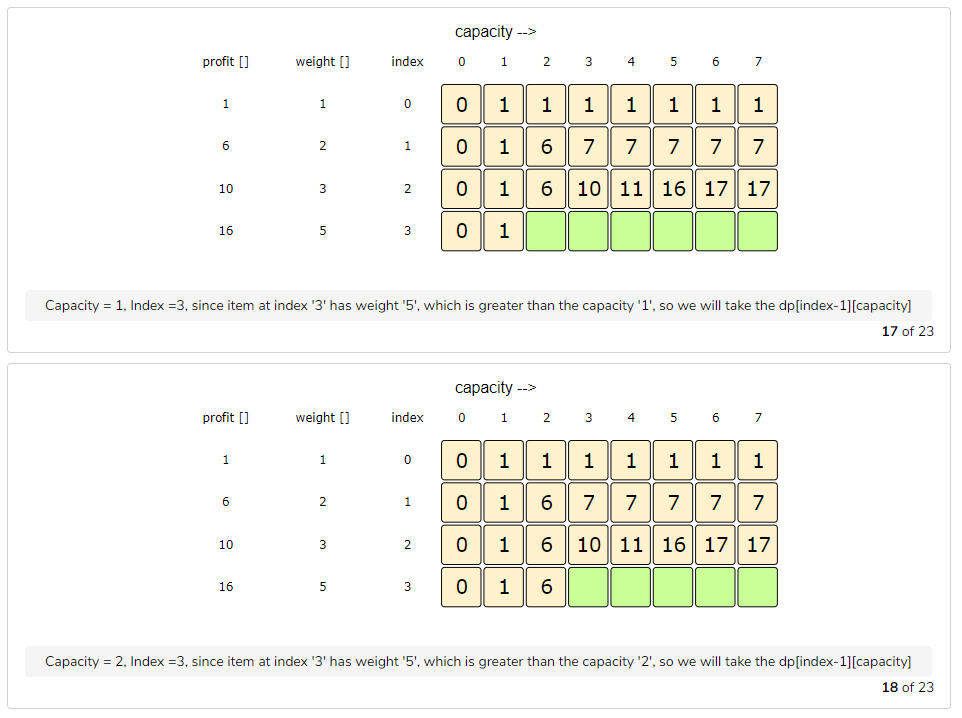 capacity -->
profit [] weight [] index 0 1 2 3 4 5 6 7
1 1 0 0 1 1 1 1 1 1 1
6 2 1 0 1 6 7 7 7 7 7
10 3 2 0 1 6 10 11 16 17 17
16 5 3 0 1
Capacity = 1, Index =3, since item at index '3' has weight '5', which is greater than the capacity '1', so we will take the dp[index-1][capacity]
17 of 23
capacity -->
profit [] weight [] index 0 1 2 3 4 5 6 7
1 1 0 0 1 1 1 1 1 1 1
6 2 1 0 1 6 7 7 7 7 7
10 3 2 0 1 6 10 11 16 17 17
16 5 3 0 1 6
Capacity = 2, Index =3, since item at index '3' has weight '5', which is greater than the capacity '2', so we will take the dp[index-1][capacity]
18 of 23